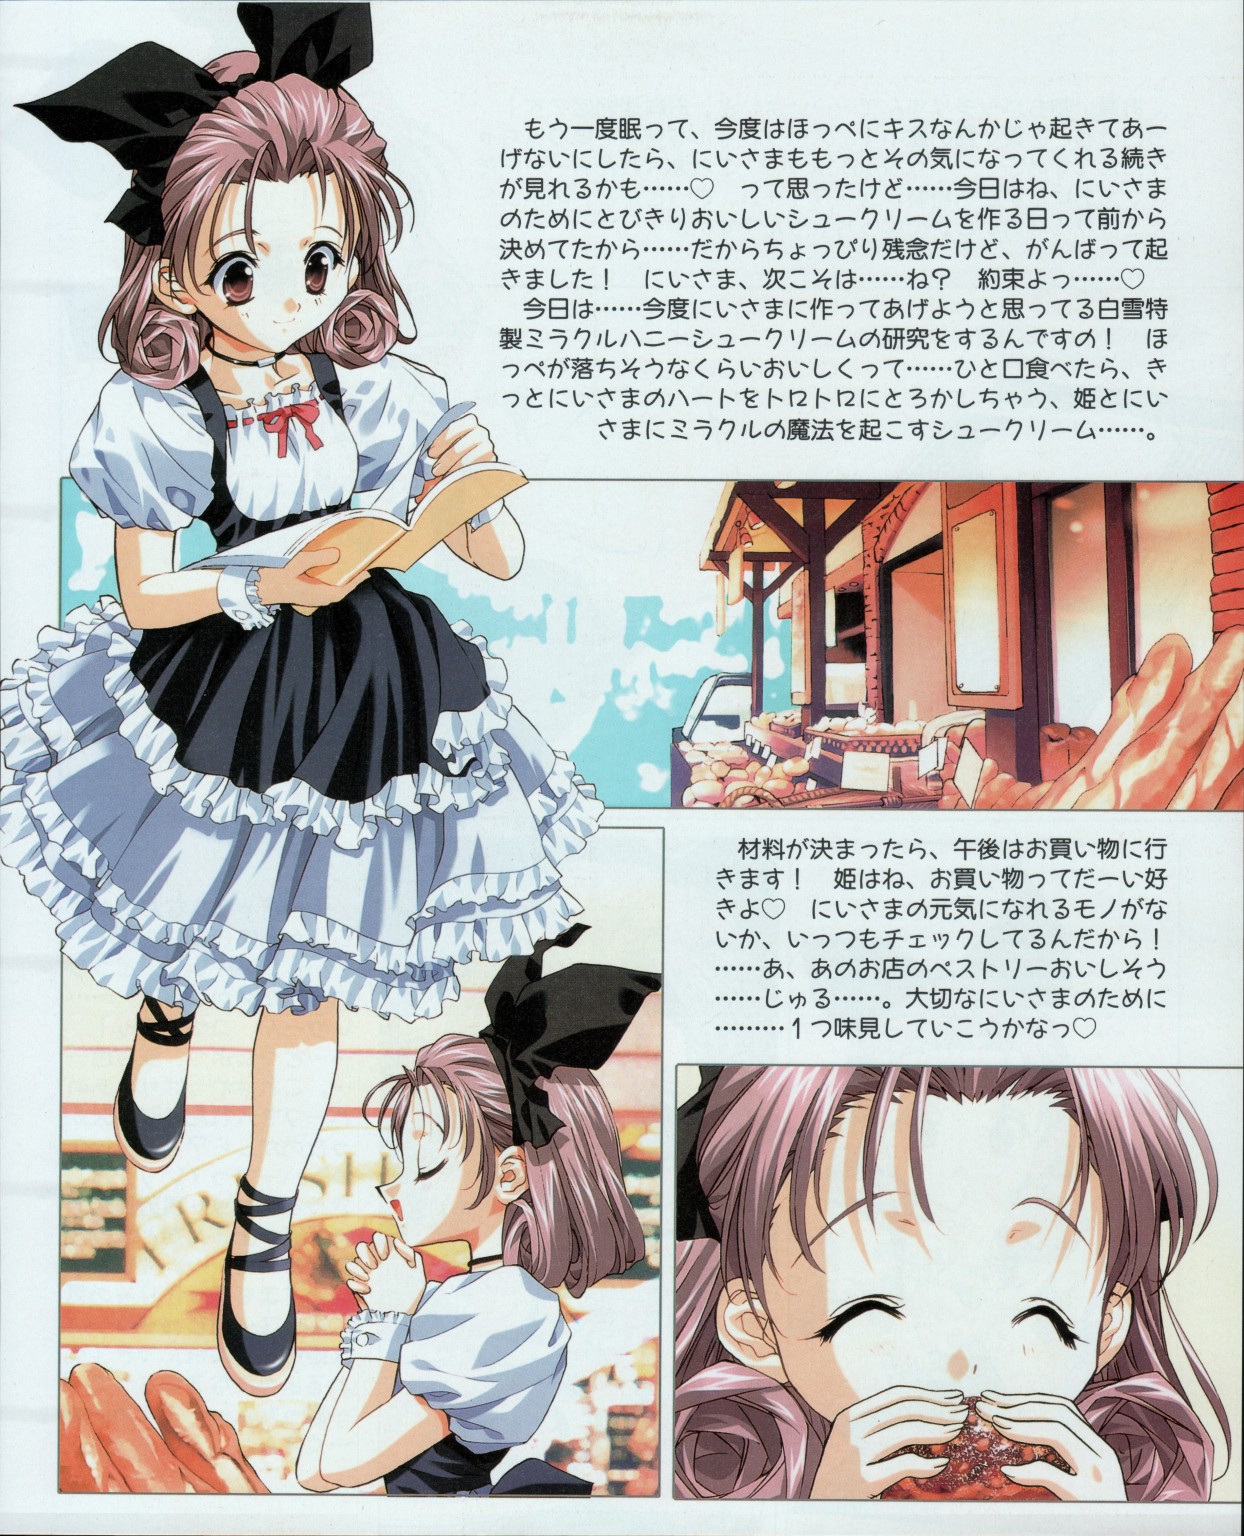 もう一度眠って、今度はほっぺにキスなんかじゃ起きてあー
げないにしたら、にいさまももっとその気になってくれる続き
が見れるかも……♡　って思ったけど……今日はね、にいさま
のためにとびきりおいしいシュークリームを作る日って前から
決めてたから……だからちょっぴり残念だけど、がんばって起
きました！　にいさま、次こそは……ね？　約束よっ……♡
今日は……今度にいさまに作ってあげようと思ってる白雪特
製ミラクルハニーシュークリームの研究をするんですの！　ほ
っぺが落ちそうなくらいおいしくって……ひと口食べたら、き
っとにいさまのハートをトロトロにとろかしちゃう、姫とにい
さまにミラクルの魔法を起こすシュークリーム……。
材料が決まったら、午後はお買い物に行
きます！　姫はね、お買い物ってだーい好
きよ♡　にいさまの元気になれるモノがな
いか、いっつもチェックしてるんだから！
……あ、あのお店のペストリーおいしそう
……じゅる……。大切なにいさまのために
………１つ味見していこうかなっ♡
FRESH